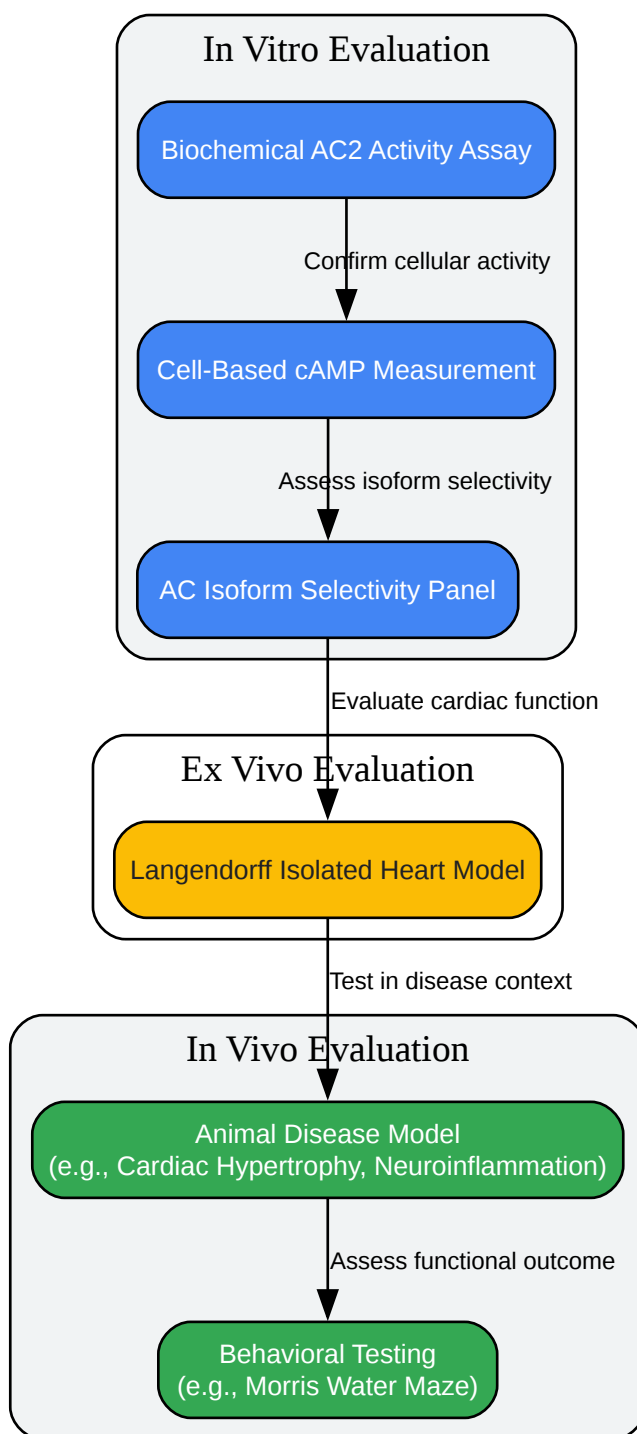 In Vitro Evaluation
Biochemical AC2 Activity Assay
Confirm cellular activity
Cell-Based cAMP Measurement
Assess isoform selectivity
AC Isoform Selectivity Panel
Evaluate cardiac function
Ex Vivo Evaluation
Langendorff Isolated Heart Model
Test in disease context
In Vivo Evaluation
Animal Disease Model
(e.g., Cardiac Hypertrophy, Neuroinflammation)
Assess functional outcome
Behavioral Testing
(e.g., Morris Water Maze)